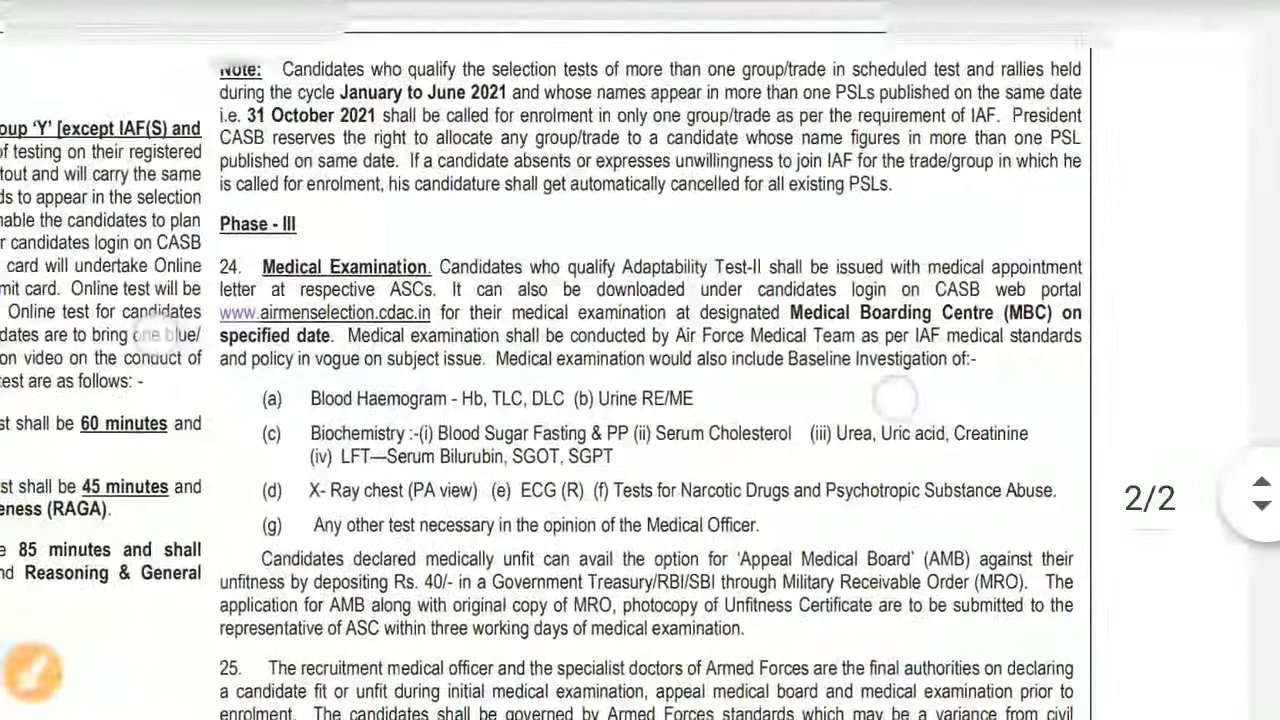 oup 'Y' [except IAF(S) and
of testing on their registered
tout and will carry the same
ds to appear in the selection
nable the candidates to plan
r candidates login on CASB
card will undertake Online
mit card. Online test will be
Online test for candidates
dates are to bring one blue/
on video on the conduct of
est are as follows: -
st shall be 60 minutes and
st shall be 45 minutes and
eness (RAGA).
e 85 minutes and shall
nd Reasoning & General
Note: Candidates who qualify the selection tests of more than one group/trade in scheduled test and rallies held
during the cycle January to June 2021 and whose names appear in more than one PSLs published on the same date
i.e. 31 October 2021 shall be called for enrolment in only one group/trade as per the requirement of IAF. President
CASB reserves the right to allocate any group/trade to a candidate whose name figures in more than one PSL
published on same date. If a candidate absents or expresses unwillingness to join IAF for the trade/group in which he
is called for enrolment, his candidature shall get automatically cancelled for all existing PSLs.
Phase - III
24. Medical Examination. Candidates who qualify Adaptability Test-II shall be issued with medical appointment
letter at respective ASCs. It can also be downloaded under candidates login on CASB web portal
www.airmenselection.cdac.in for their medical examination at designated Medical Boarding Centre (MBC) on
specified date. Medical examination shall be conducted by Air Force Medical Team as per IAF medical standards
and policy in vogue on subject issue. Medical examination would also include Baseline Investigation of:-
(a) Blood Haemogram - Hb, TLC, DLC (b) Urine RE/ME
(c) Biochemistry :-(i) Blood Sugar Fasting & PP (ii) Serum Cholesterol (iii) Urea, Uric acid, Creatinine
(iv) LFT—Serum Bilurubin, SGOT, SGPT
(d) X- Ray chest (PA view) (e) ECG (R) (f) Tests for Narcotic Drugs and Psychotropic Substance Abuse.
(g) Any other test necessary in the opinion of the Medical Officer.
Candidates declared medically unfit can avail the option for 'Appeal Medical Board' (AMB) against their
unfitness by depositing Rs. 40/- in a Government Treasury/RBI/SBI through Military Receivable Order (MRO). The
application for AMB along with original copy of MRO, photocopy of Unfitness Certificate are to be submitted to the
representative of ASC within three working days of medical examination.
25. The recruitment medical officer and the specialist doctors of Armed Forces are the final authorities on declaring
a candidate fit or unfit during initial medical examination, appeal medical board and medical examination prior to
enrolment. The candidates shall be governed by Armed Forces standards which may be a variance from civil
2/2